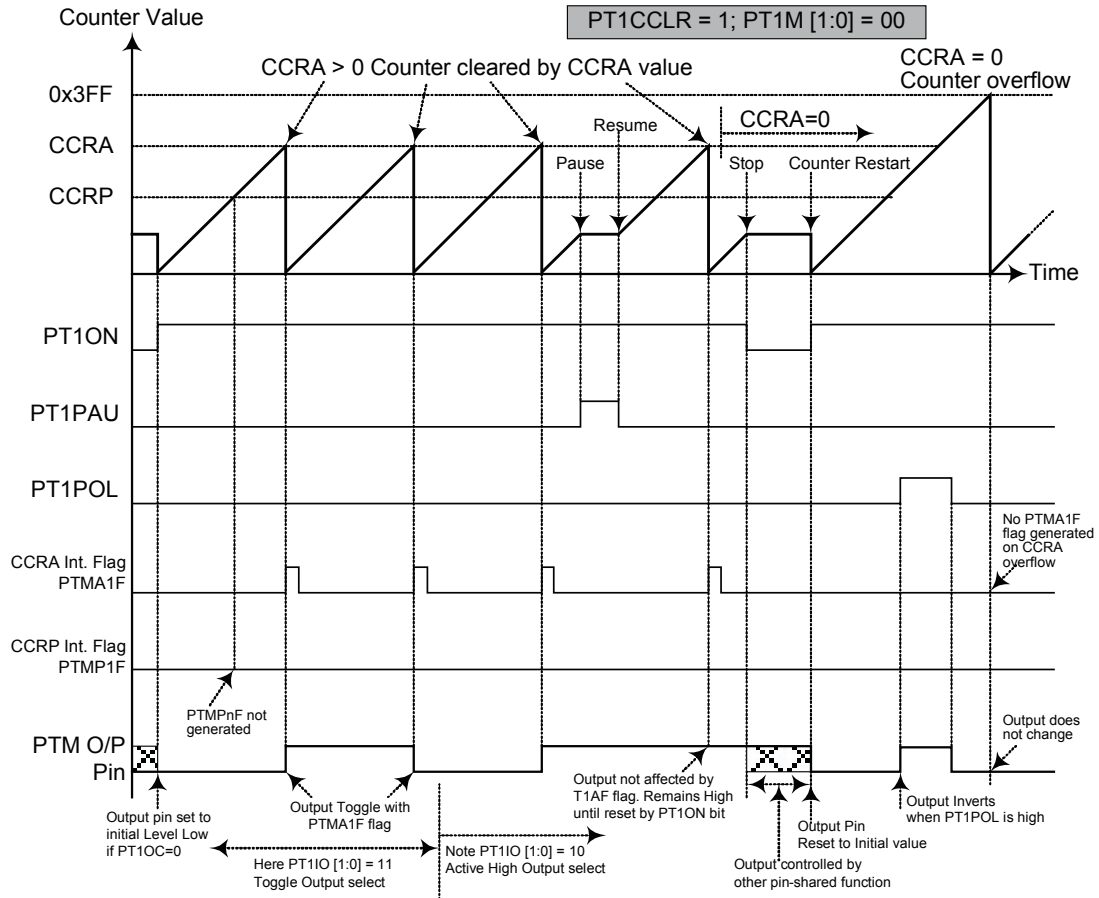 Counter Value
PT1CCLR = 1; PT1M [1:0] = 00
CCRA > 0 Counter cleared by CCRA value
CCRA = 0
Counter overflow
0x3FF
CCRA
CCRP
Resume
CCRA=0
Pause
Stop
Counter Restart
Time
PT1ON
PT1PAU
PT1POL
No PTMA1F
flag generated
on CCRA
overflow
CCRA Int. Flag
PTMA1F
CCRP Int. Flag
PTMP1F
PTMPnF not
generated
PTM O/P
Pin
Output does
not change
Output pin set to
initial Level Low
if PT1OC=0
Output Toggle with
PTMA1F flag
Output not affected by
T1AF flag. Remains High
until reset by PT1ON bit
Output Inverts
when PT1POL is high
Output Pin
Reset to Initial value
Here PT1IO [1:0] = 11
Toggle Output select
Note PT1IO [1:0] = 10
Active High Output select
Output controlled by
other pin-shared function